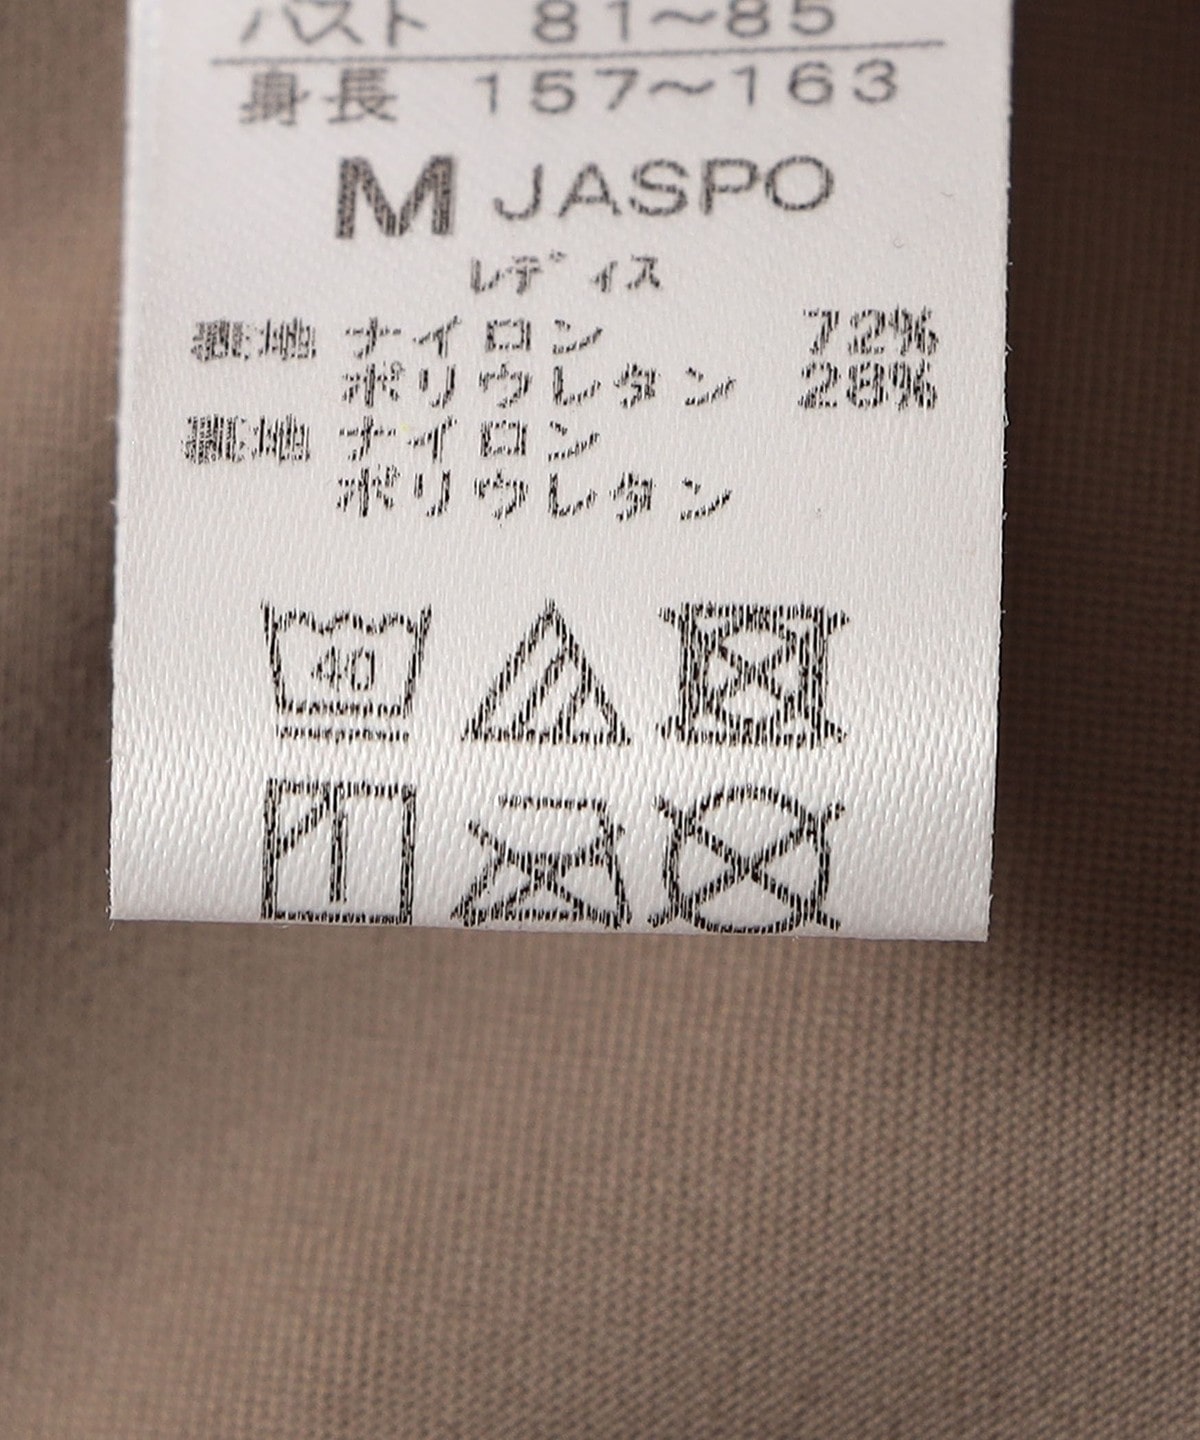 バスト 81〜85
身長 157〜163
M JASPO
レディス
表地 ナイロン 72%
ポリウレタン 28%
裏地 ナイロン
ポリウレタン
40